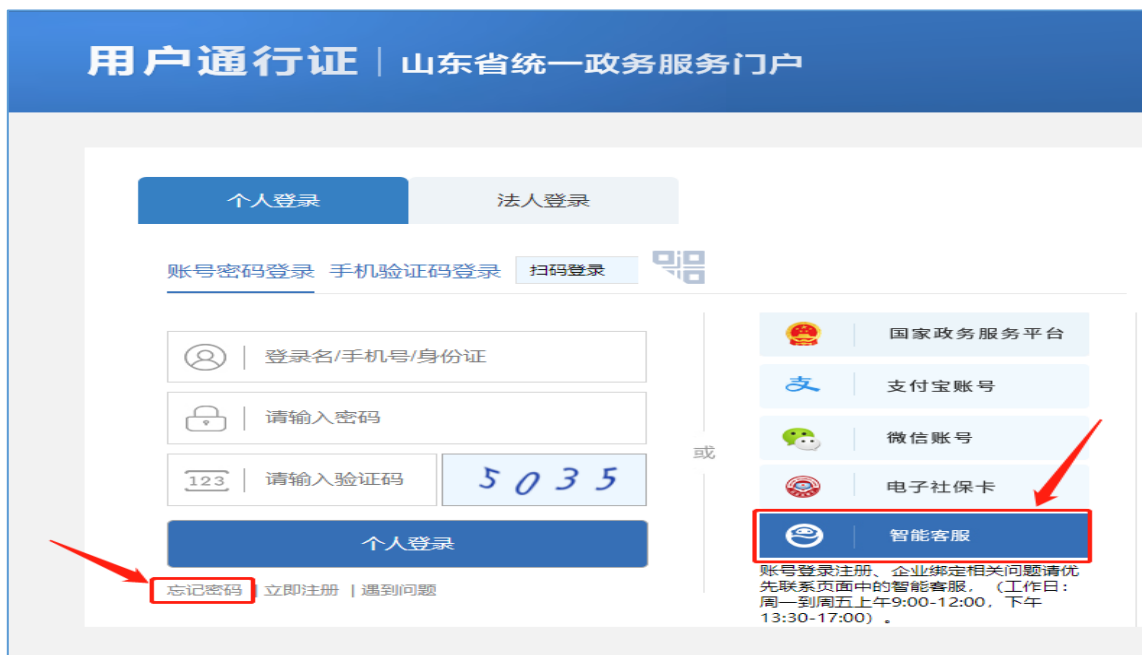 用户通行证 | 山东省统一政务服务门户
个人登录
法人登录
账号密码登录 手机验证码登录 扫码登录
登录名/手机号/身份证
请输入密码
123 请输入验证码 5035
个人登录
忘记密码 | 立即注册 | 遇到问题
或
国家政务服务平台
支 支付宝账号
微信账号
电子社保卡
智能客服
账号登录注册、企业绑定相关问题请优
先联系页面中的智能客服，（工作日：
周一到周五上午9:00-12:00，下午
13:30-17:00）。